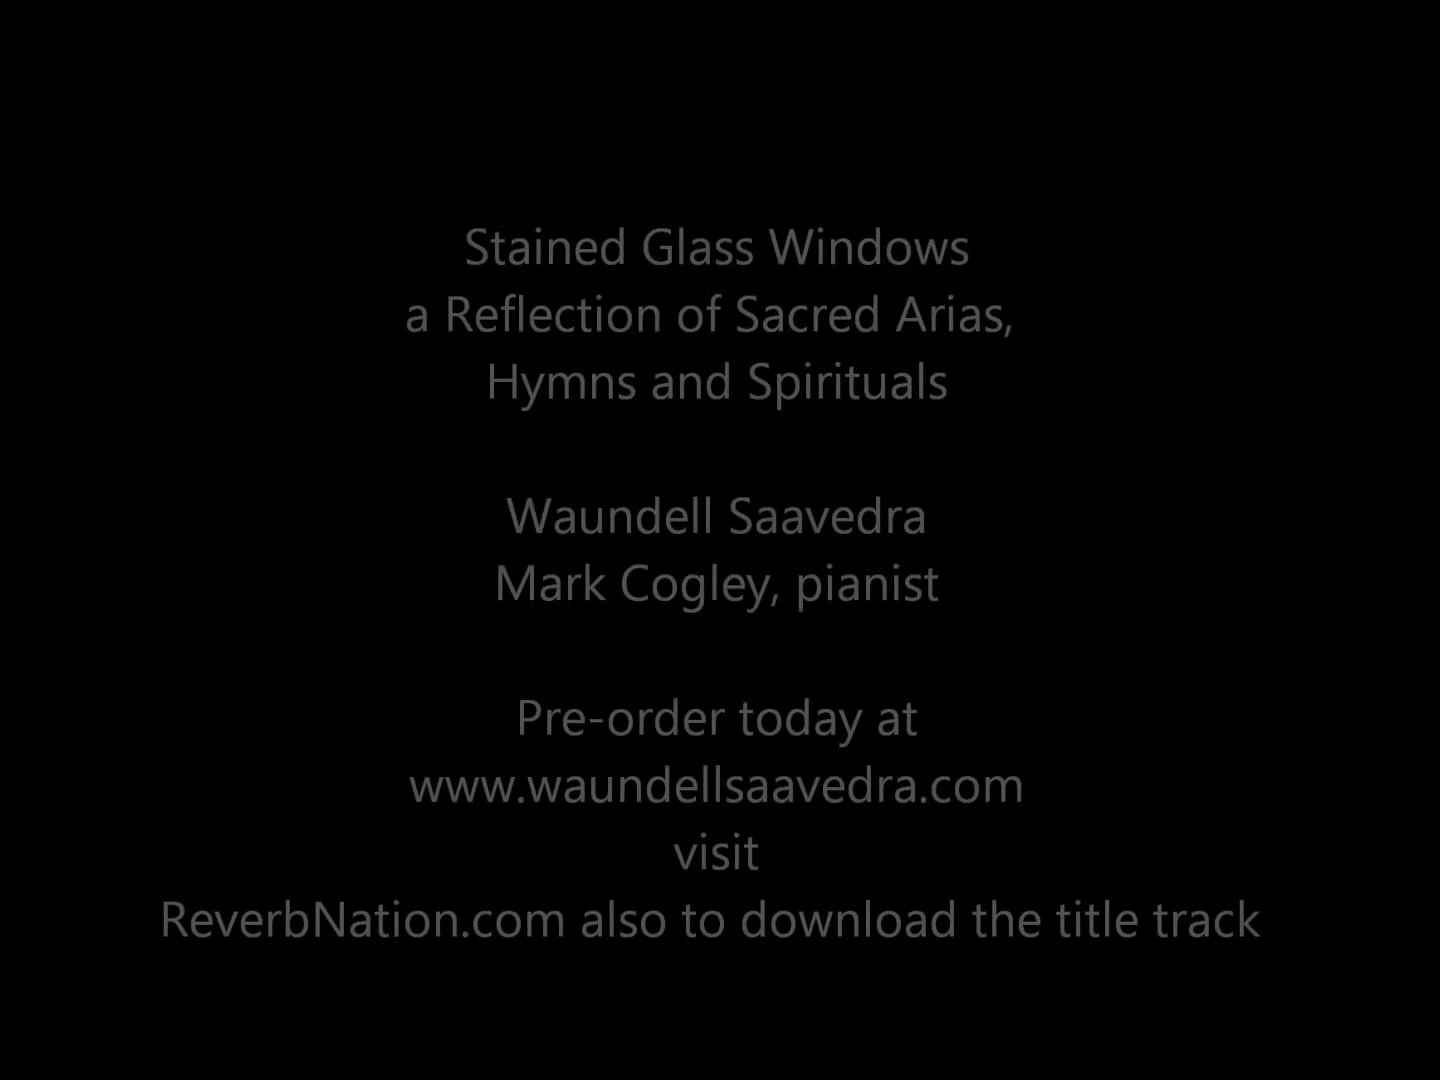 Stained Glass Windows
a Reflection of Sacred Arias,
Hymns and Spirituals
Waundell Saavedra
Mark Cogley, pianist
Pre-order today at
www.waundellsaavedra.com
visit
ReverbNation.com also to download the title track